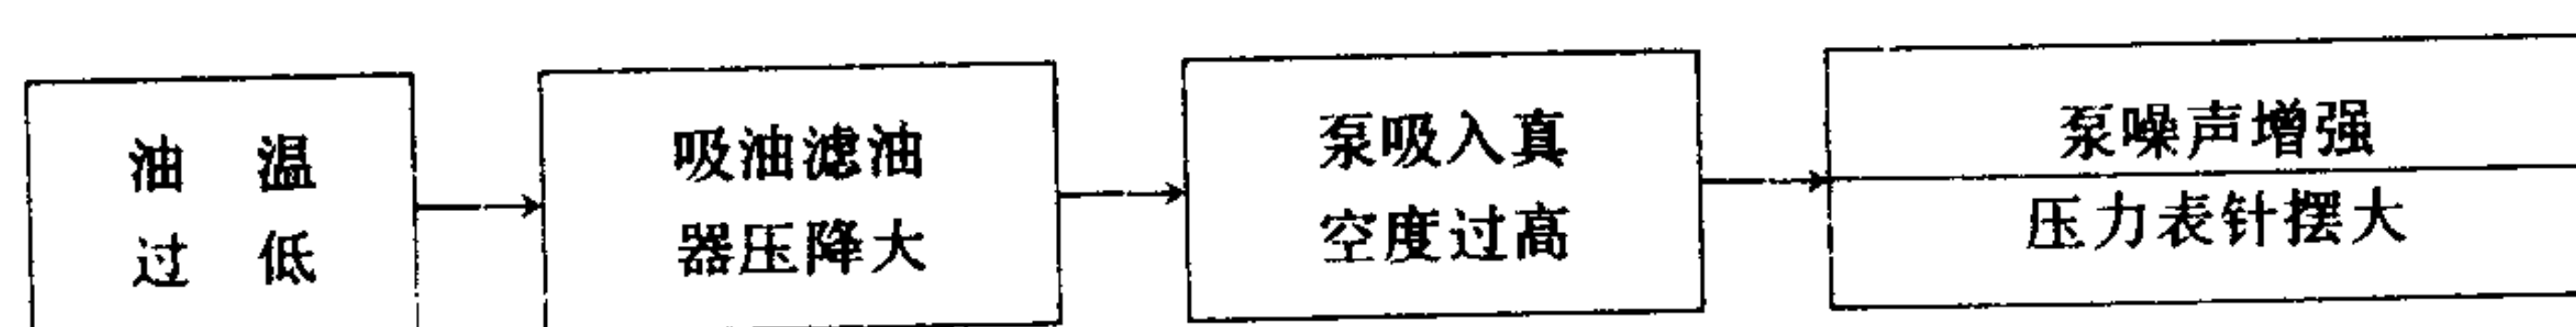 油 温
过 低
吸油滤油
器压降大
泵吸入真
空度过高
泵噪声增强
压力表针摆大